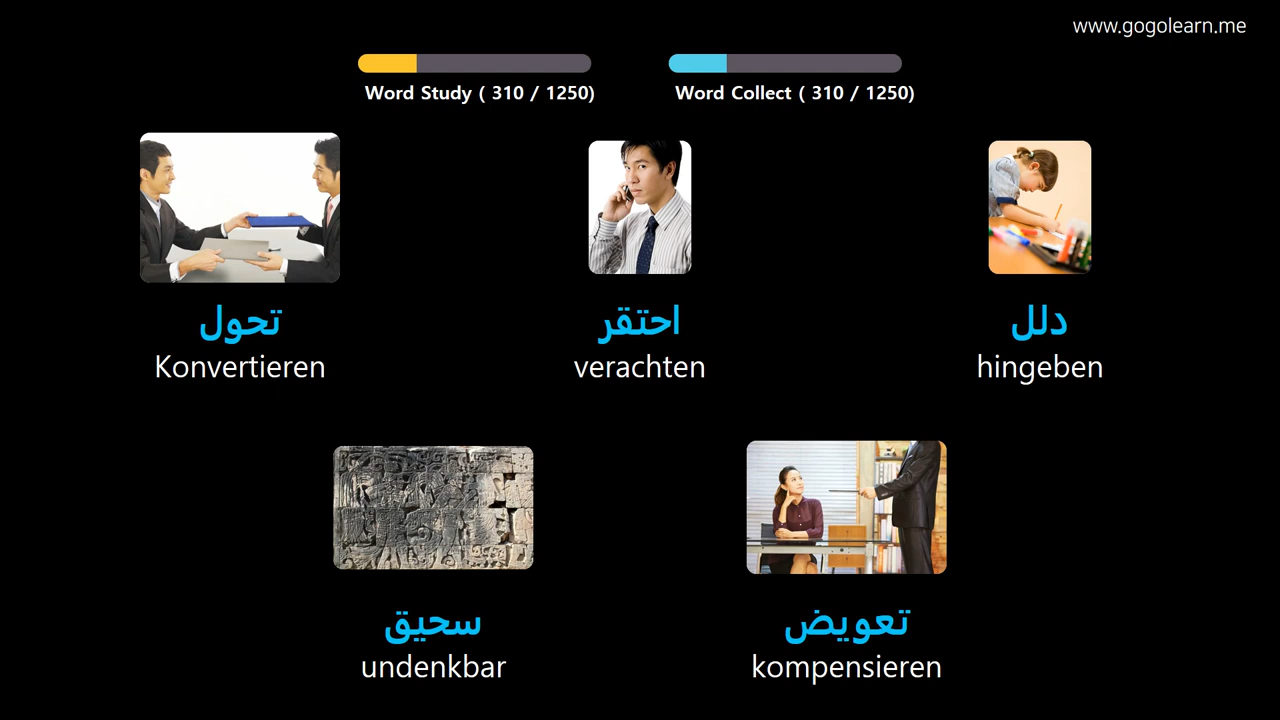 www.gogolearn.me
Word Study ( 310 / 1250)
Word Collect ( 310 / 1250)
تحول
Konvertieren
احتقر
verachten
دلل
hingeben
سحيق
undenkbar
تعويض
kompensieren